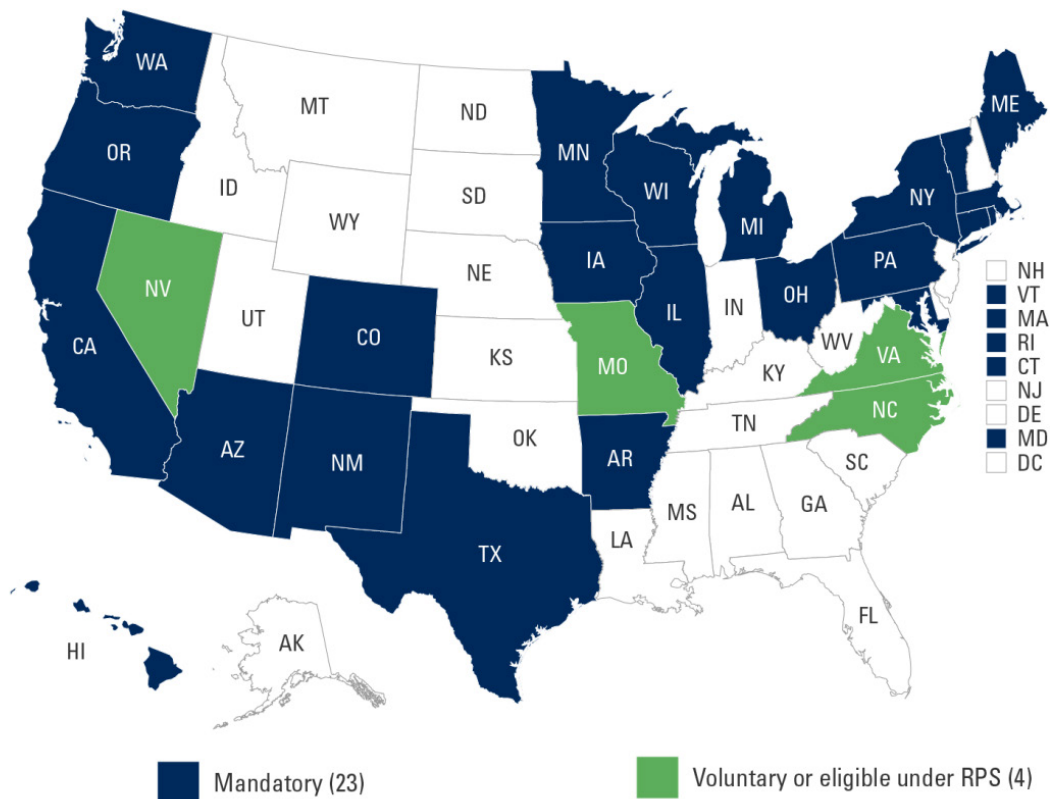 WA
MT
ND
ME
OR
MN
ID
SD
WI
NY
WY
MI
IA
PA
NE
NV
IL
IN
OH
UT
CO
WV
CA
KS
MO
KY
VA
NC
TN
OK
AZ
NM
AR
SC
MS
AL
GA
LA
TX
FL
HI
AK
NH
VT
MA
RI
CT
NJ
DE
MD
DC
Mandatory (23)
Voluntary or eligible under RPS (4)